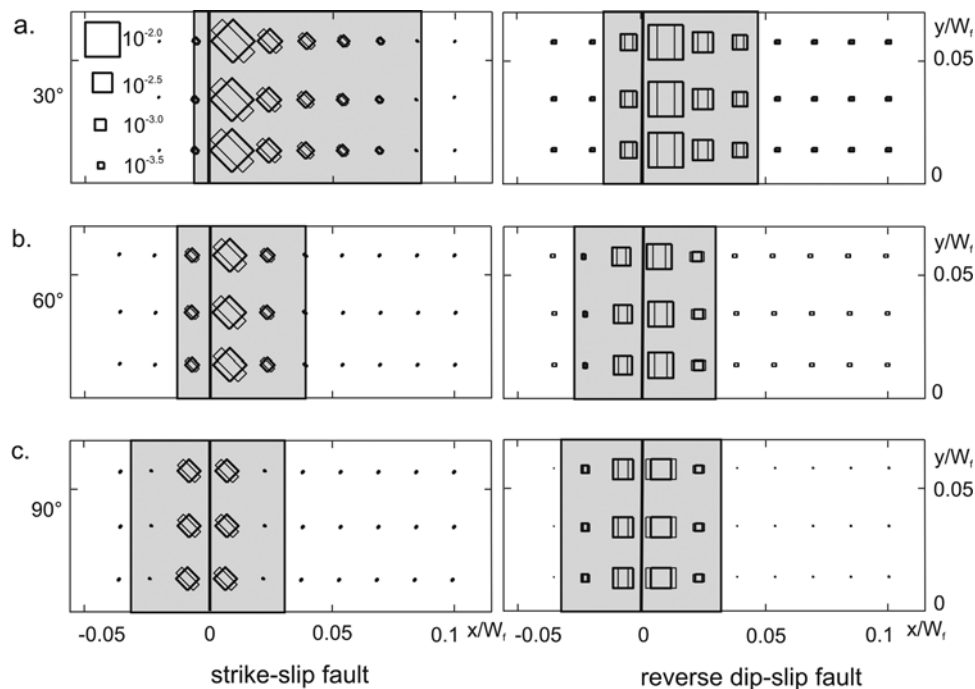 a.
10^-2.0
10^-2.5
10^-3.0
10^-3.5
30°
y/W_f
0.05
0
b.
60°
y/W_f
0.05
0
c.
90°
y/W_f
0.05
0
-0.05 0 0.05 0.1 x/W_f -0.05 0 0.05 0.1 x/W_f
strike-slip fault reverse dip-slip fault